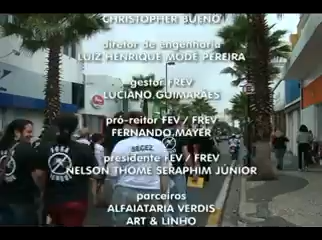 CHRISTOPHER BUENO
diretor de engenharia
LUIZ HENRIQUE MODE PEREIRA
gestor FREV
LUCIANO GUIMARAES
pró-reitor FEV / FREV
FERNANDO MAYER
presidente FEV / FREV
NELSON THOMÉ SERAPHIM JÚNIOR
parceiros
ALFAIATARIA VERDIS
ART & LINHO